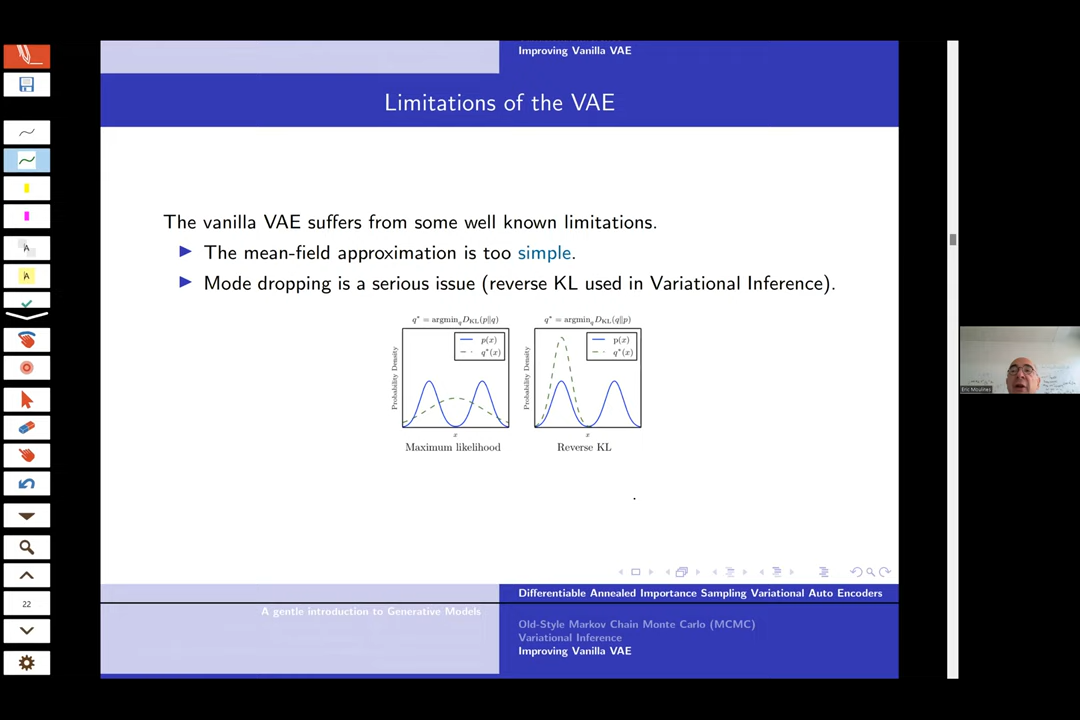 Improving Vanilla VAE
Limitations of the VAE
The vanilla VAE suffers from some well known limitations.
The mean-field approximation is too simple.
Mode dropping is a serious issue (reverse KL used in Variational Inference).
q* = argmin_q D_KL(p‖q)
q* = argmin_q D_KL(q‖p)
p(x)
q*(x)
p(x)
q*(x)
Probability Density
Probability Density
x
x
Maximum likelihood
Reverse KL
Eric Moulines
22
Differentiable Annealed Importance Sampling Variational Auto Encoders
A gentle introduction to Generative Models
Old-Style Markov Chain Monte Carlo (MCMC)
Variational Inference
Improving Vanilla VAE